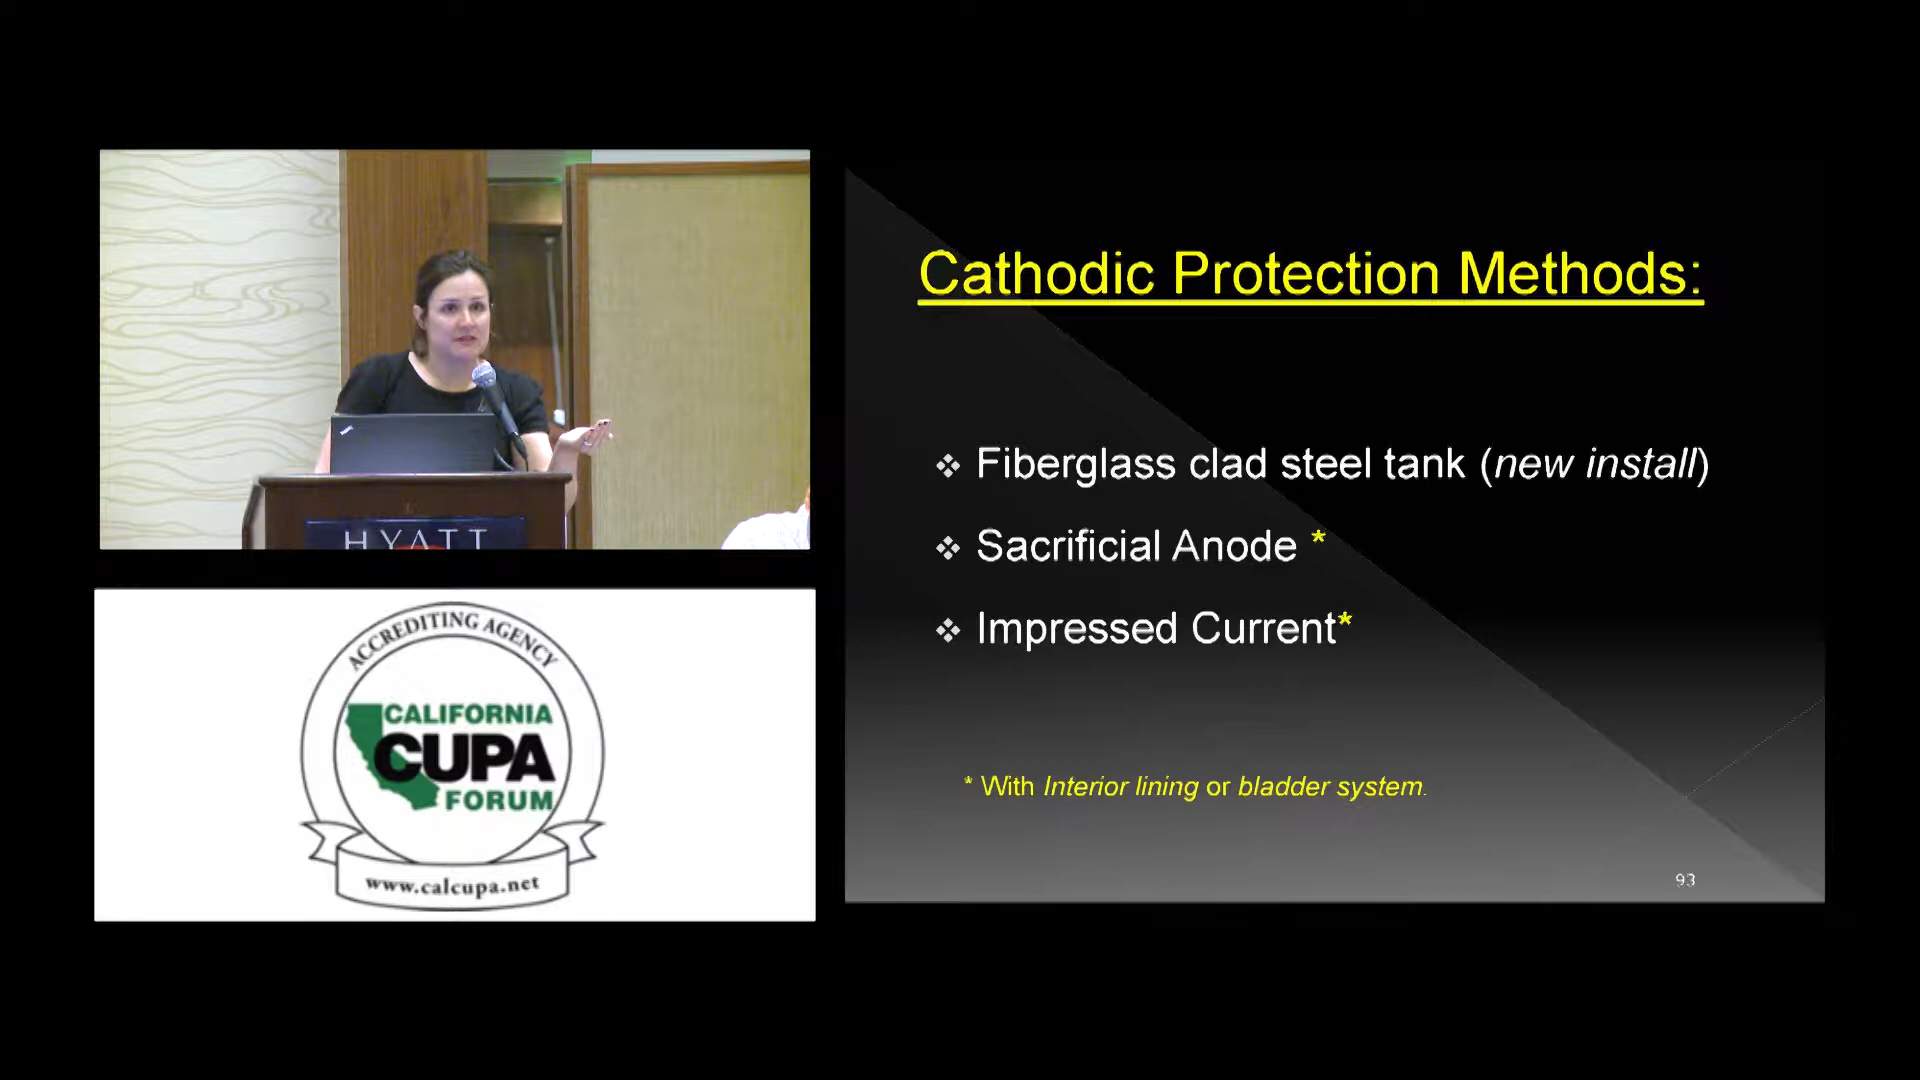 HYATT
ACCREDITING AGENCY
CALIFORNIA
CUPA
FORUM
www.calcupa.net
Cathodic Protection Methods:
❖ Fiberglass clad steel tank (new install)
❖ Sacrificial Anode *
❖ Impressed Current*
* With Interior lining or bladder system.
93